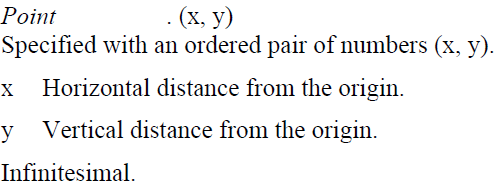 Point . (x, y)
Specified with an ordered pair of numbers (x, y).
x Horizontal distance from the origin.
y Vertical distance from the origin.
Infinitesimal.